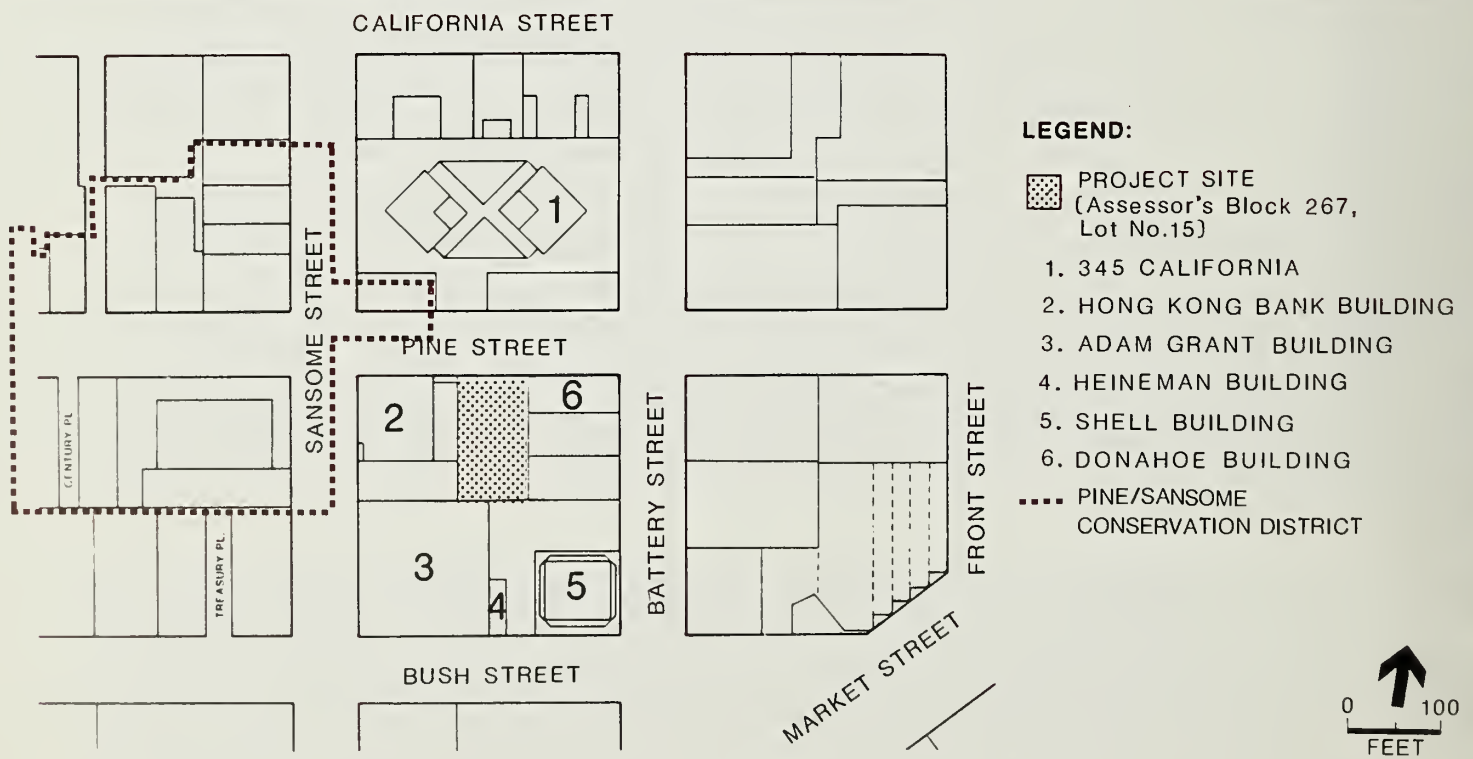 CALIFORNIA STREET
1
SANSOME STREET
PINE STREET
2
6
3
4
5
CENTURY PL.
TREASURY PL.
BATTERY STREET
FRONT STREET
BUSH STREET
MARKET STREET
LEGEND:
PROJECT SITE
(Assessor's Block 267,
Lot No.15)
1. 345 CALIFORNIA
2. HONG KONG BANK BUILDING
3. ADAM GRANT BUILDING
4. HEINEMAN BUILDING
5. SHELL BUILDING
6. DONAHOE BUILDING
PINE/SANSOME
CONSERVATION DISTRICT
0 100
FEET